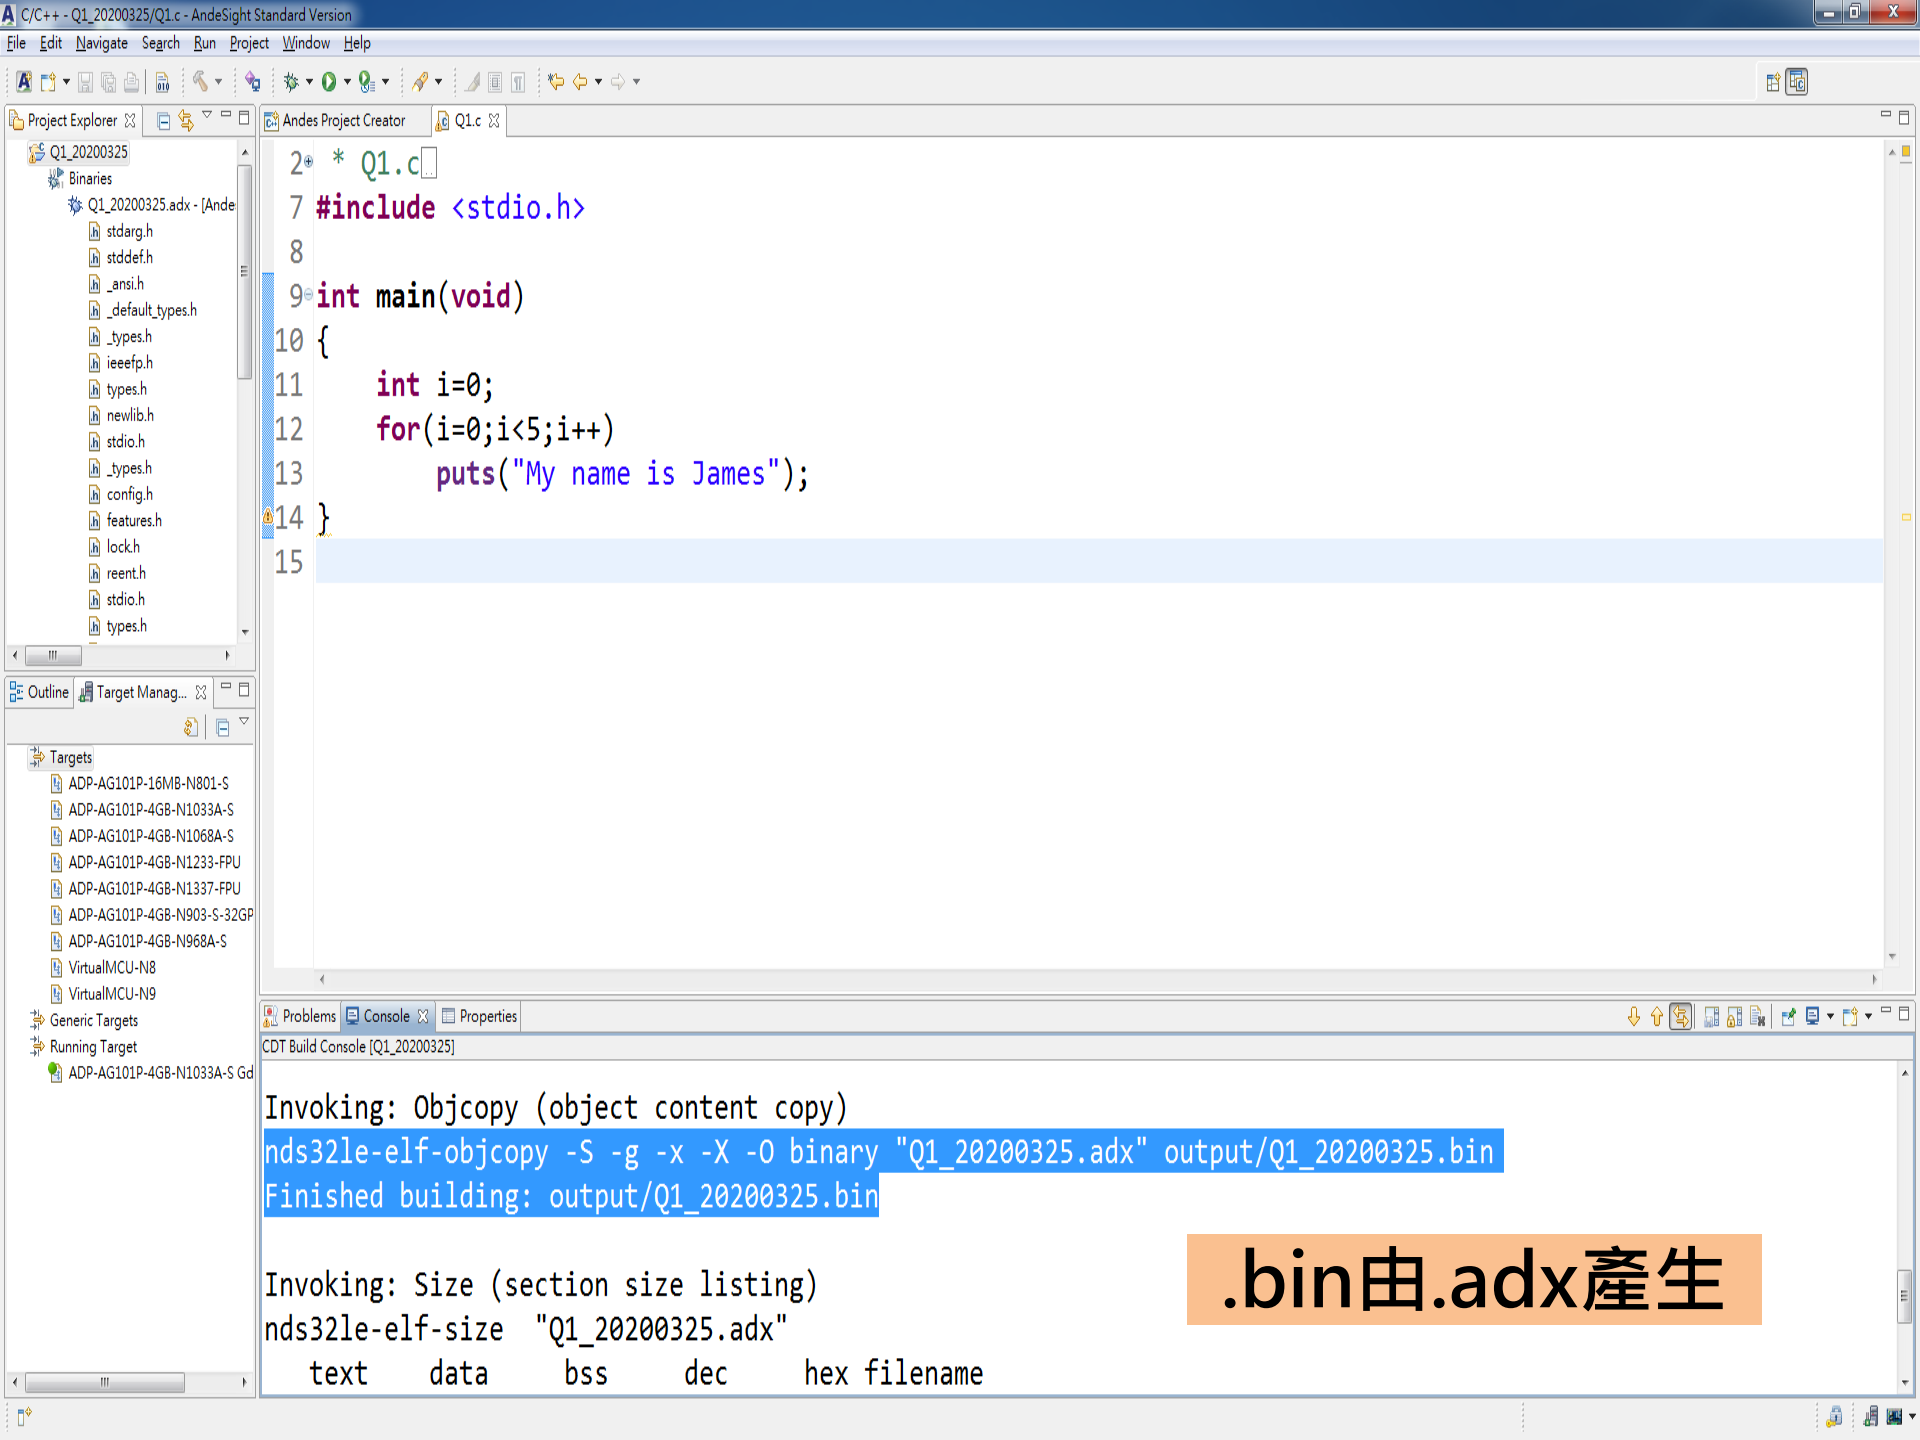 C/C++ - Q1_20200325/Q1.c - AndeSight Standard Version
File Edit Navigate Search Run Project Window Help
Project Explorer
Andes Project Creator
Q1.c
Q1_20200325
Binaries
Q1_20200325.adx - [Ande
stdarg.h
stddef.h
_ansi.h
_default_types.h
_types.h
ieeefp.h
types.h
newlib.h
stdio.h
_types.h
config.h
features.h
lock.h
reent.h
stdio.h
types.h
2 * Q1.c
7 #include <stdio.h>
8
9 int main(void)
10 {
11 int i=0;
12 for(i=0;i<5;i++)
13 puts("My name is James");
14 }
15
Outline Target Manag...
Targets
ADP-AG101P-16MB-N801-S
ADP-AG101P-4GB-N1033A-S
ADP-AG101P-4GB-N1068A-S
ADP-AG101P-4GB-N1233-FPU
ADP-AG101P-4GB-N1337-FPU
ADP-AG101P-4GB-N903-S-32GP
ADP-AG101P-4GB-N968A-S
VirtualMCU-N8
VirtualMCU-N9
Generic Targets
Running Target
ADP-AG101P-4GB-N1033A-S Gd
Problems Console Properties
CDT Build Console [Q1_20200325]
Invoking: Objcopy (object content copy)
nds32le-elf-objcopy -S -g -x -X -O binary "Q1_20200325.adx" output/Q1_20200325.bin
Finished building: output/Q1_20200325.bin
.bin由.adx產生
Invoking: Size (section size listing)
nds32le-elf-size "Q1_20200325.adx"
text data bss dec hex filename